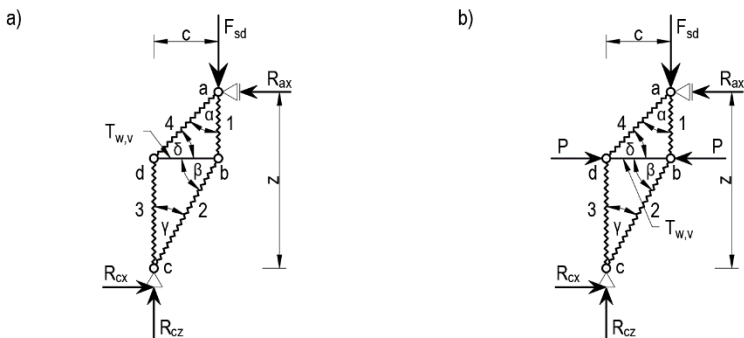 a)
c
F_sd
R_ax
a
α
4
1
T_w,v
δ
z
d
β
b
3
2
γ
c
R_cx
R_cz
b)
c
F_sd
R_ax
a
α
4
1
P
δ
P
z
d
β
b
3
2
T_w,v
γ
c
R_cx
R_cz